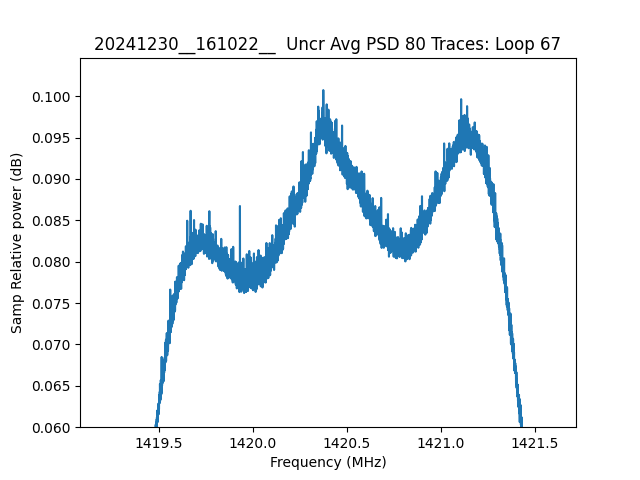 20241230__161022__  Uncr Avg PSD 80 Traces: Loop 67
0.100
0.095
0.090
0.085
0.080
0.075
0.070
0.065
0.060
Samp Relative power (dB)
1419.5 1420.0 1420.5 1421.0 1421.5
Frequency (MHz)